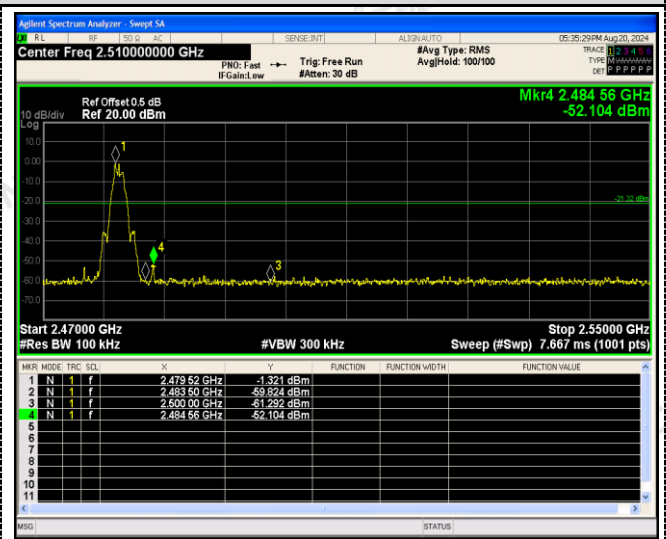 Agilent Spectrum Analyzer - Swept SA
RL RF 50 Ω AC SENSE:INT ALIGNAUTO 05:35:29PM Aug 20, 2024
Center Freq 2.510000000 GHz #Avg Type: RMS TRACE 1 2 3 4 5 6
PNO: Fast Trig: Free Run Avg|Hold: 100/100 TYPE M
IFGain:Low #Atten: 30 dB DET P P P P P P
Mkr4 2.484 56 GHz
Ref Offset 0.5 dB
10 dB/div Ref 20.00 dBm -52.104 dBm
Log
10.0
0.00
-10.0
-20.0
-21.32 dBm
-30.0
-40.0
-50.0
-60.0
-70.0
1
4
3
Start 2.47000 GHz Stop 2.55000 GHz
#Res BW 100 kHz #VBW 300 kHz Sweep (#Swp) 7.667 ms (1001 pts)
MKR MODE TRC SCL X Y FUNCTION FUNCTION WIDTH FUNCTION VALUE
1 N 1 f 2.479 52 GHz -1.321 dBm
2 N 1 f 2.483 50 GHz -59.824 dBm
3 N 1 f 2.500 00 GHz -61.292 dBm
4 N 1 f 2.484 56 GHz -52.104 dBm
5
6
7
8
9
10
11
MSG STATUS